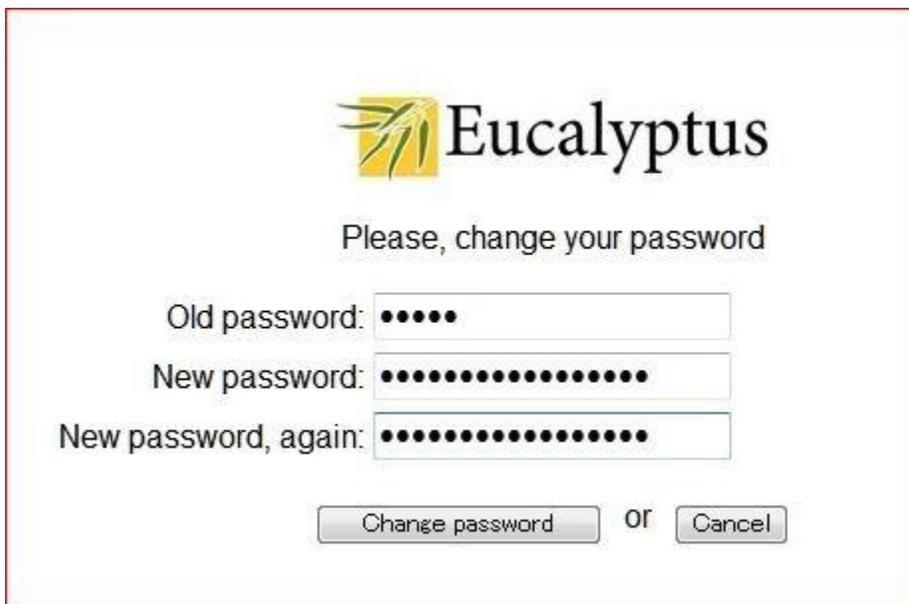 Eucalyptus
Please, change your password
Old password: •••••
New password: •••••••••••••••••
New password, again: •••••••••••••••••
Change password or Cancel